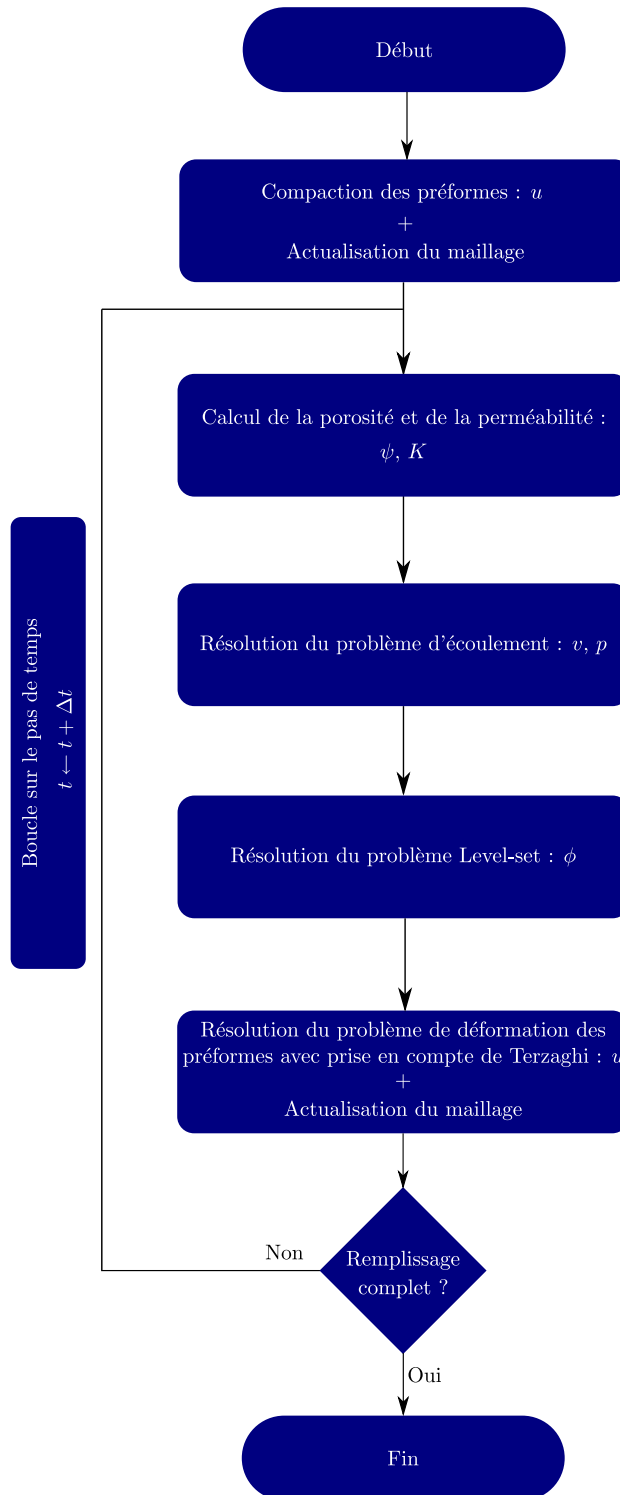 Début
Compaction des préformes : u
+
Actualisation du maillage
Calcul de la porosité et de la perméabilité :
ψ, K
Résolution du problème d'écoulement : v, p
Boucle sur le pas de temps
t ← t + Δt
Résolution du problème Level-set : ϕ
Résolution du problème de déformation des
préformes avec prise en compte de Terzaghi : u
+
Actualisation du maillage
Non
Remplissage
complet ?
Oui
Fin